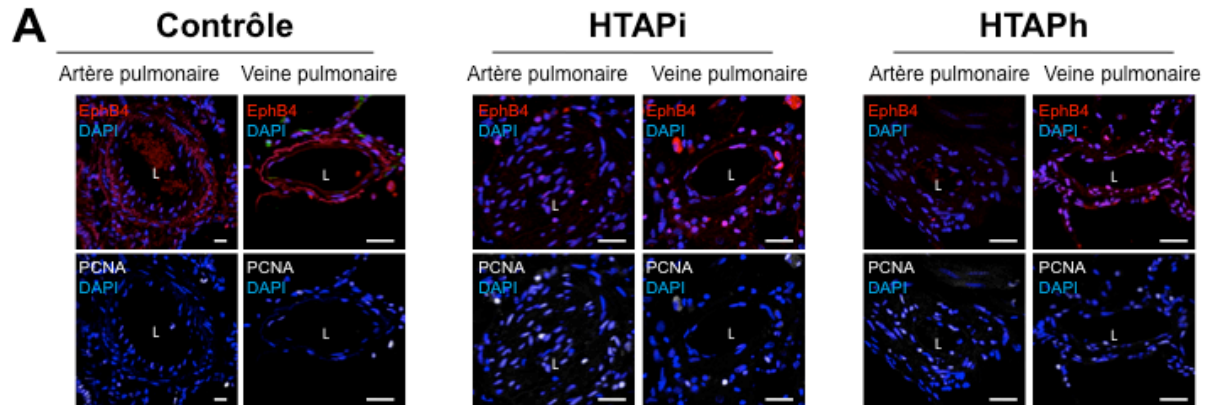 A
Contrôle HTAPi HTAPh
Artère pulmonaire Veine pulmonaire Artère pulmonaire Veine pulmonaire Artère pulmonaire Veine pulmonaire
EphB4 EphB4 EphB4 EphB4 EphB4 EphB4
DAPI DAPI DAPI DAPI DAPI DAPI
L L L L L L
PCNA PCNA PCNA PCNA PCNA PCNA
DAPI DAPI DAPI DAPI DAPI DAPI
L L L L L L